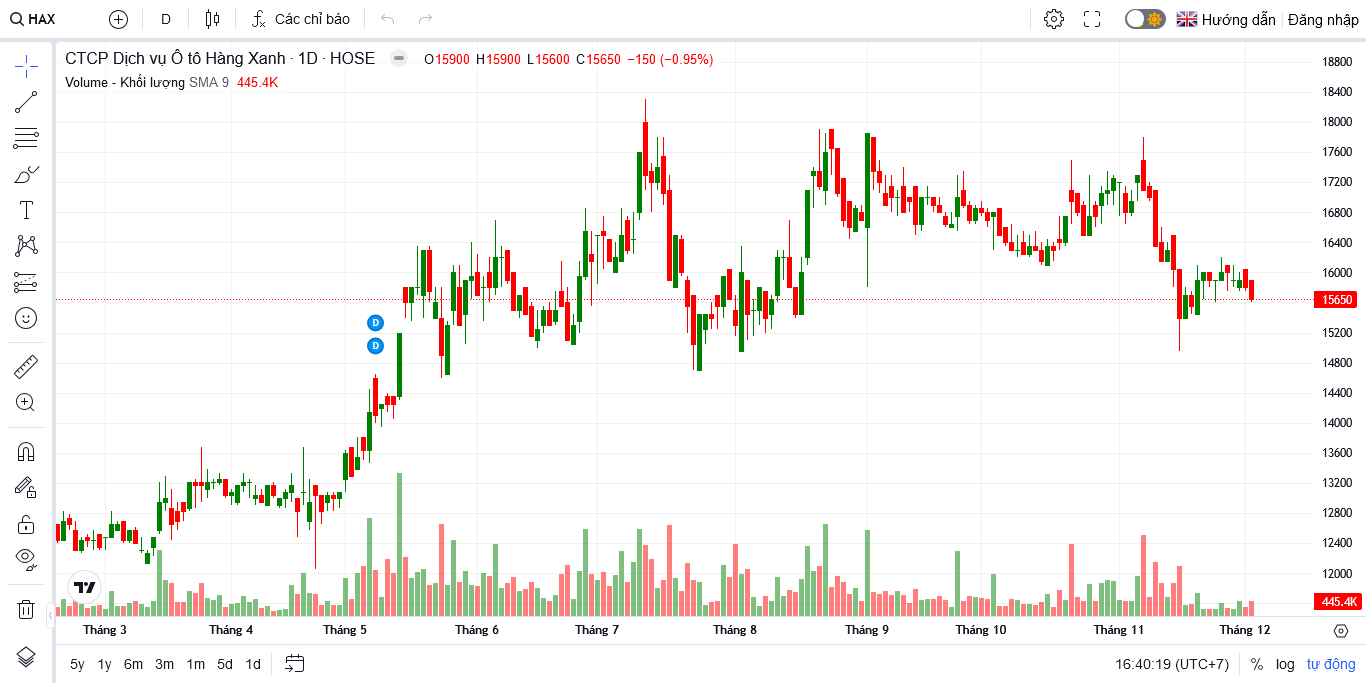 HAX D Các chỉ báo Hướng dẫn Đăng nhập
CTCP Dịch vụ Ô tô Hàng Xanh · 1D · HOSE O15900 H15900 L15600 C15650 −150 (−0.95%)
Volume - Khối lượng SMA 9 445.4K
18800
18400
18000
17600
17200
16800
16400
16000
15650
15200
14800
14400
14000
13600
13200
12800
12400
12000
445.4K
D
D
Tháng 3 Tháng 4 Tháng 5 Tháng 6 Tháng 7 Tháng 8 Tháng 9 Tháng 10 Tháng 11 Tháng 12
5y 1y 6m 3m 1m 5d 1d 16:40:19 (UTC+7) % log tự động